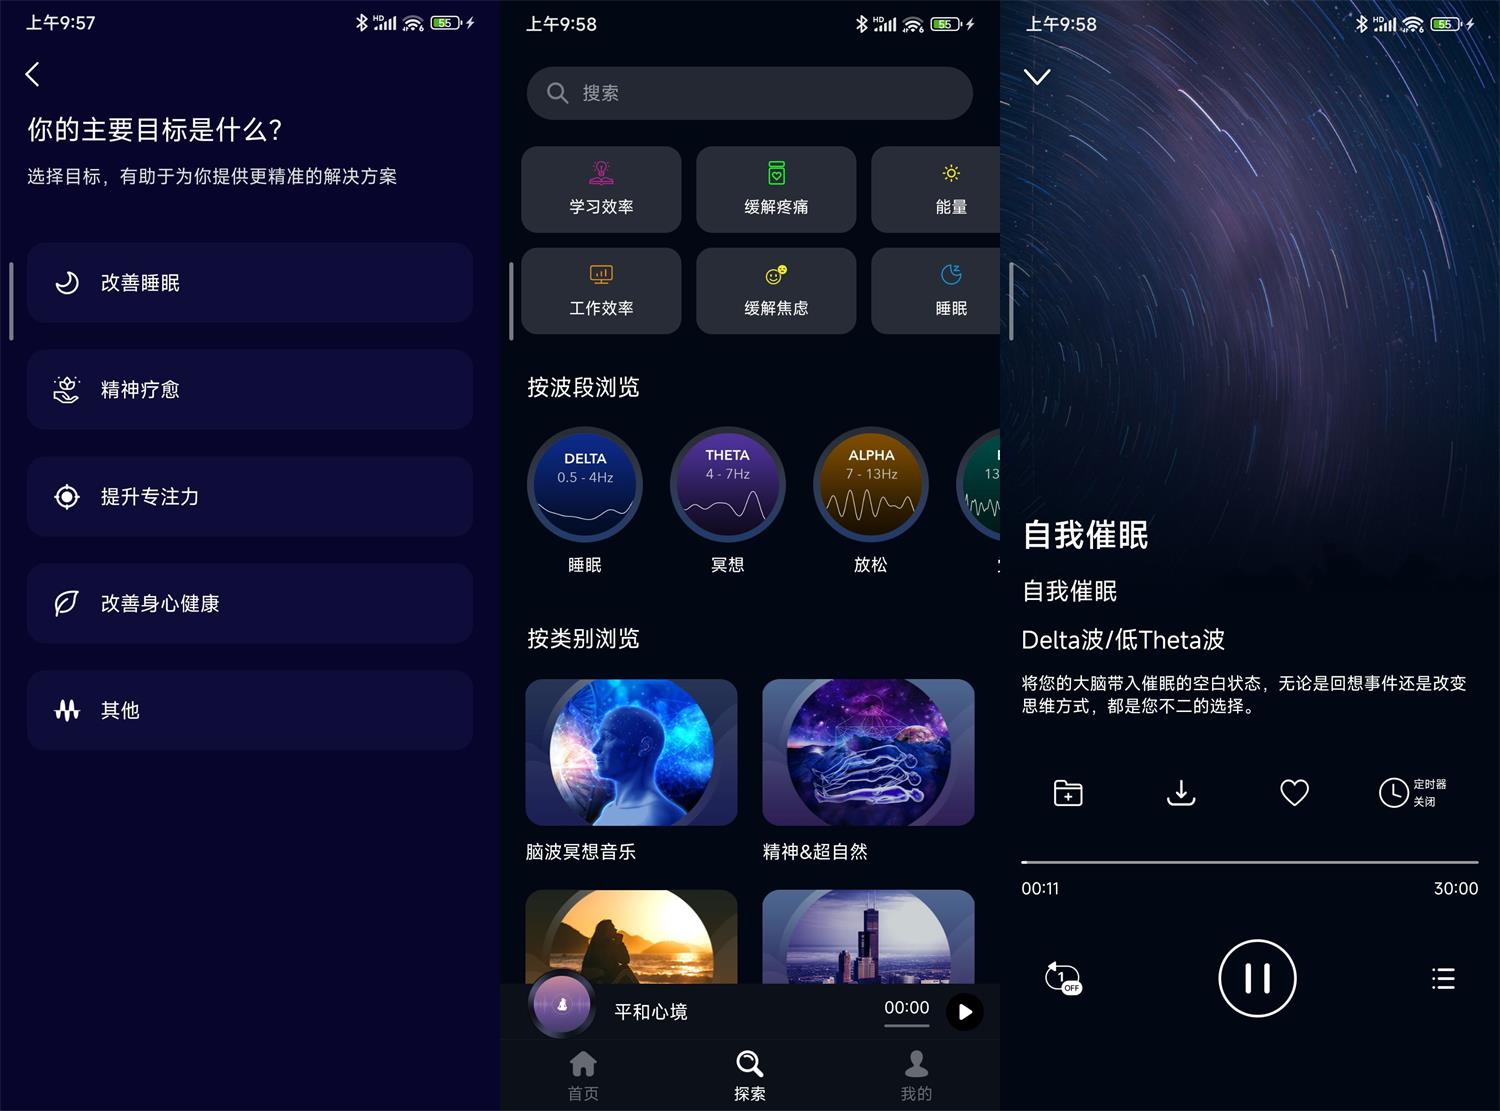 上午9:57
HD
6
55
你的主要目标是什么?
选择目标，有助于为你提供更精准的解决方案
改善睡眠
精神疗愈
提升专注力
改善身心健康
其他
上午9:58
HD
6
55
搜索
学习效率
缓解疼痛
能量
工作效率
缓解焦虑
睡眠
按波段浏览
DELTA
0.5 - 4Hz
THETA
4 - 7Hz
ALPHA
7 - 13Hz
13
睡眠
冥想
放松
按类别浏览
脑波冥想音乐
精神&超自然
平和心境
00:00
首页
探索
我的
上午9:58
HD
6
55
自我催眠
自我催眠
Delta波/低Theta波
将您的大脑带入催眠的空白状态，无论是回想事件还是改变
思维方式，都是您不二的选择。
定时器
关闭
00:11
30:00
1
OFF